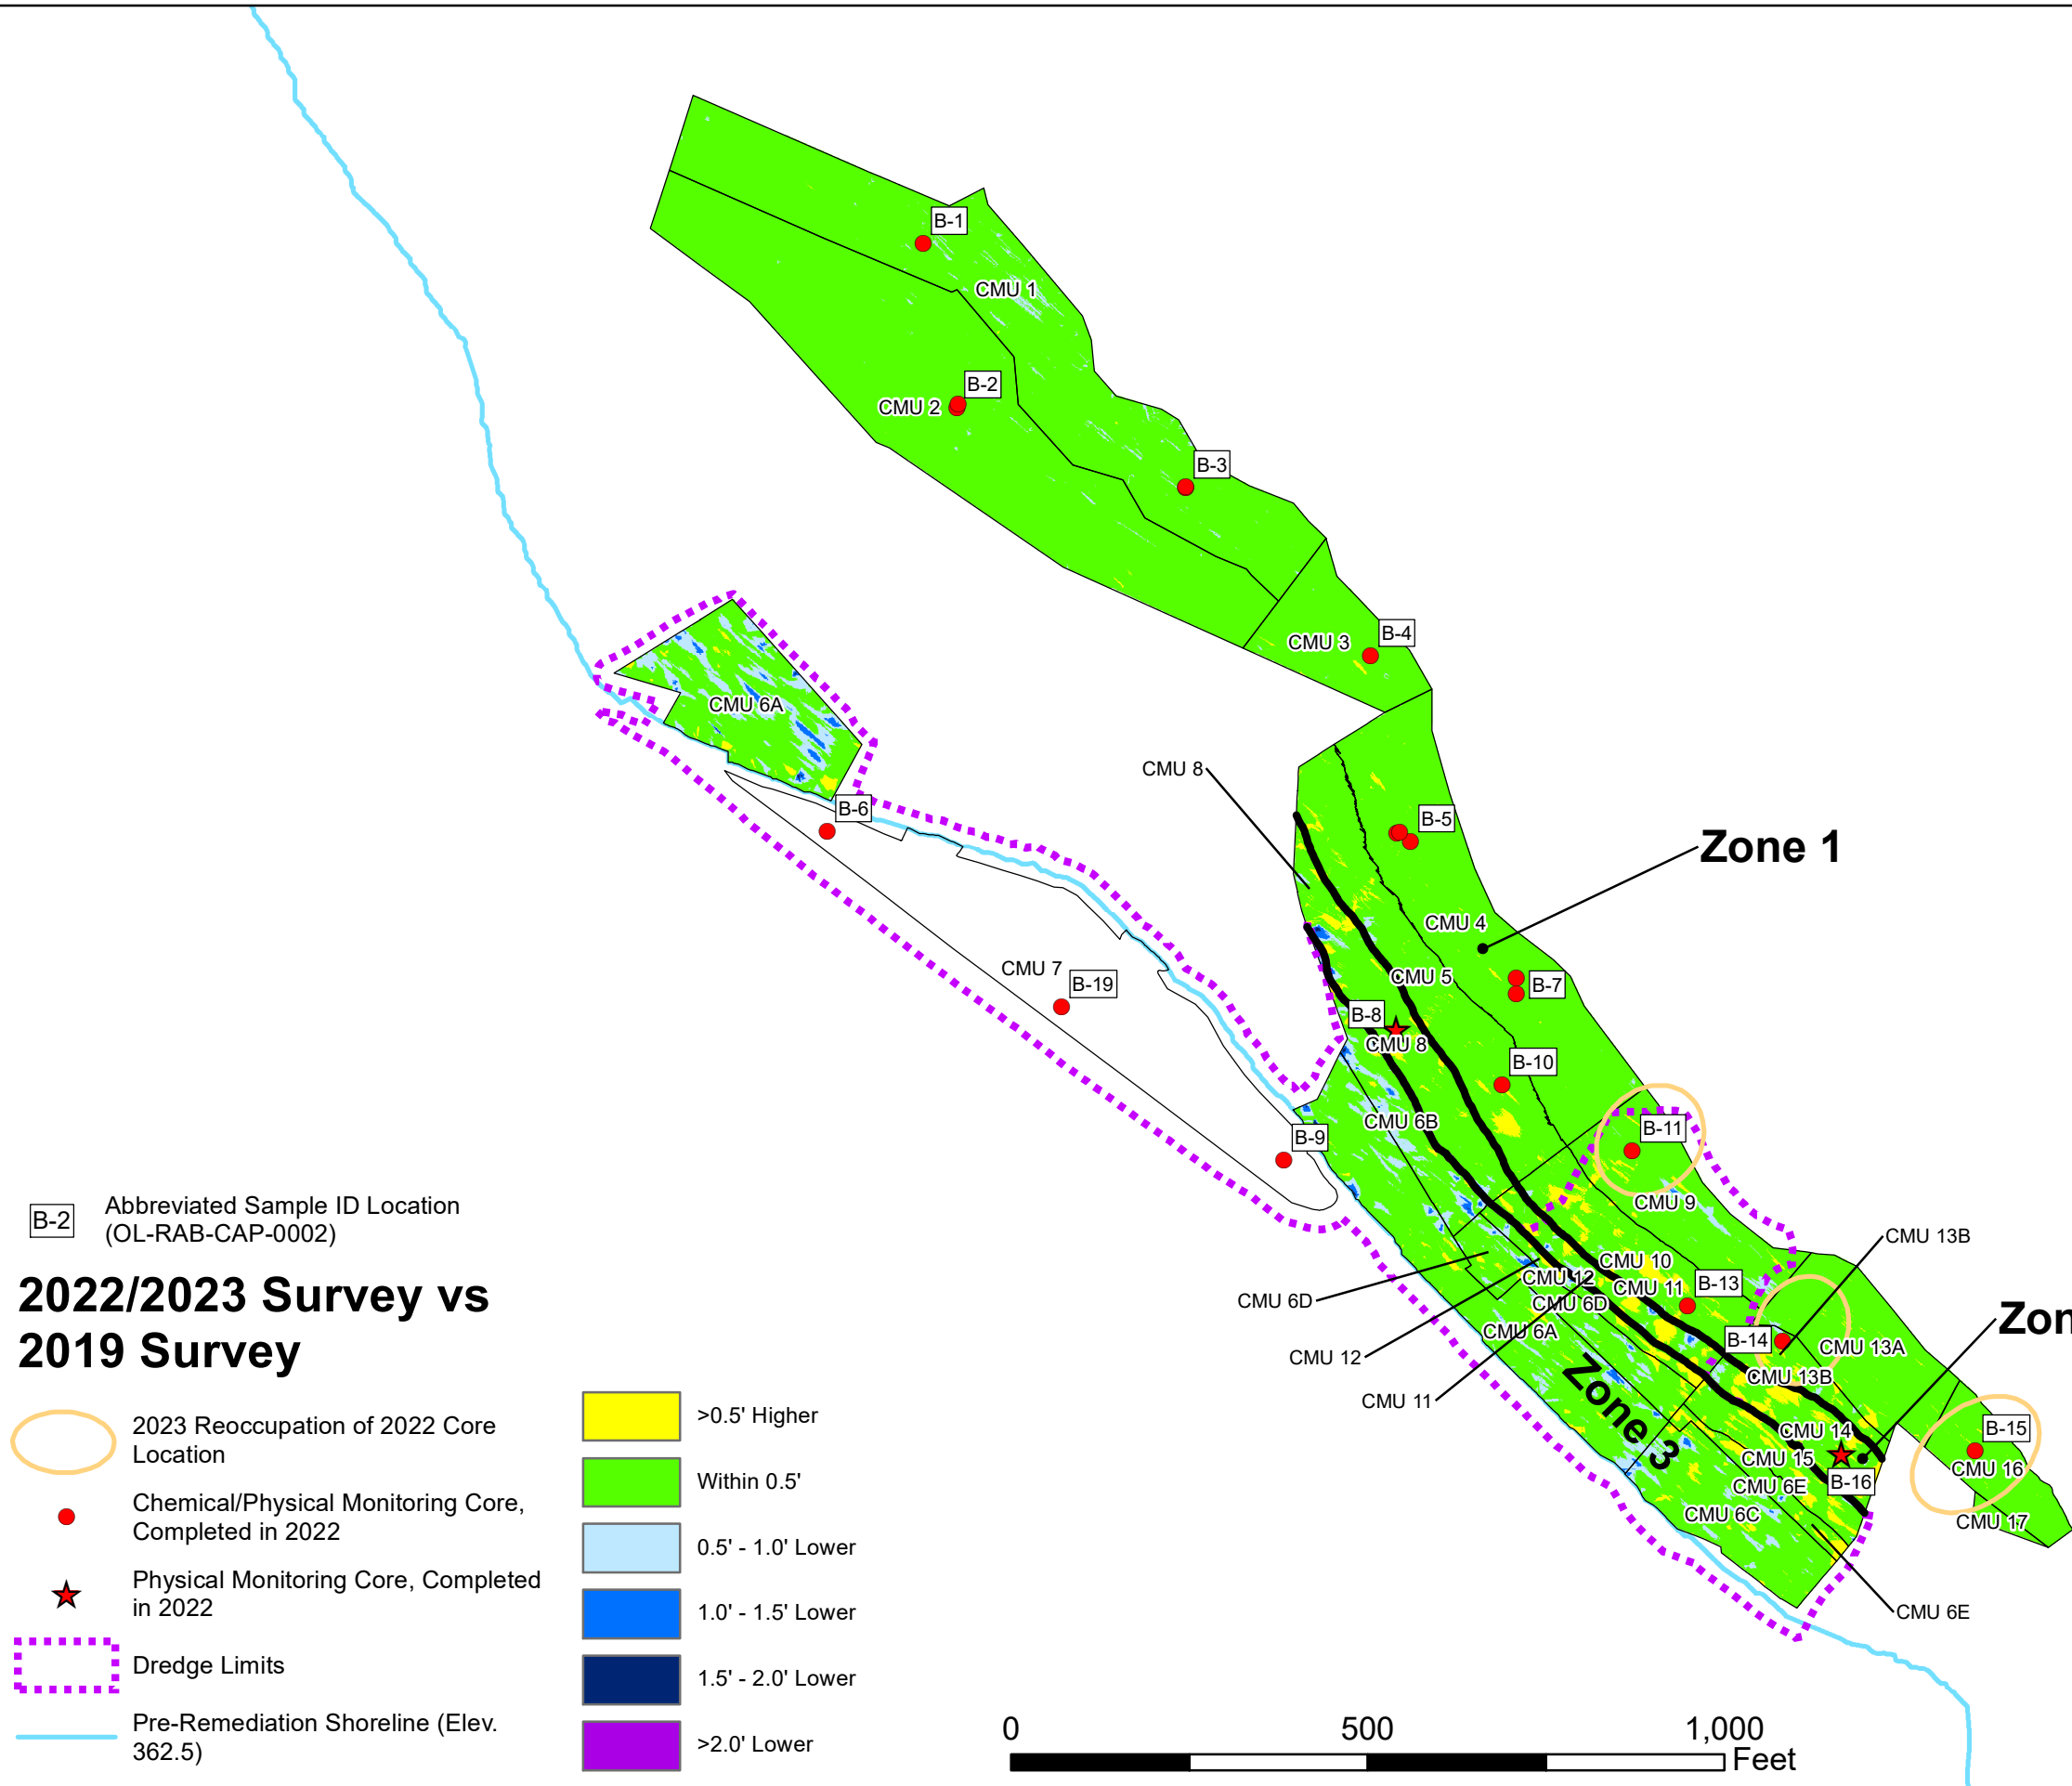 B-1
CMU 1
B-2
CMU 2
B-3
B-4
CMU 3
CMU 6A
CMU 8
B-6
B-5
Zone 1
CMU 4
CMU 7
CMU 5
B-19
B-7
B-8
CMU 8
B-10
CMU 6B
B-11
B-9
CMU 9
CMU 13B
CMU 10
CMU 12
CMU 11
B-13
CMU 6D
CMU 6D
CMU 6A
Zon
B-14
CMU 13A
CMU 12
CMU 13B
CMU 11
Zone 3
CMU 14
B-15
CMU 15
CMU 16
CMU 6E
B-16
CMU 6C
CMU 17
CMU 6E
B-2
Abbreviated Sample ID Location
(OL-RAB-CAP-0002)
2022/2023 Survey vs
2019 Survey
2023 Reoccupation of 2022 Core
Location
Chemical/Physical Monitoring Core,
Completed in 2022
Physical Monitoring Core, Completed
in 2022
Dredge Limits
Pre-Remediation Shoreline (Elev.
362.5)
>0.5' Higher
Within 0.5'
0.5' - 1.0' Lower
1.0' - 1.5' Lower
1.5' - 2.0' Lower
>2.0' Lower
0 500 1,000
Feet